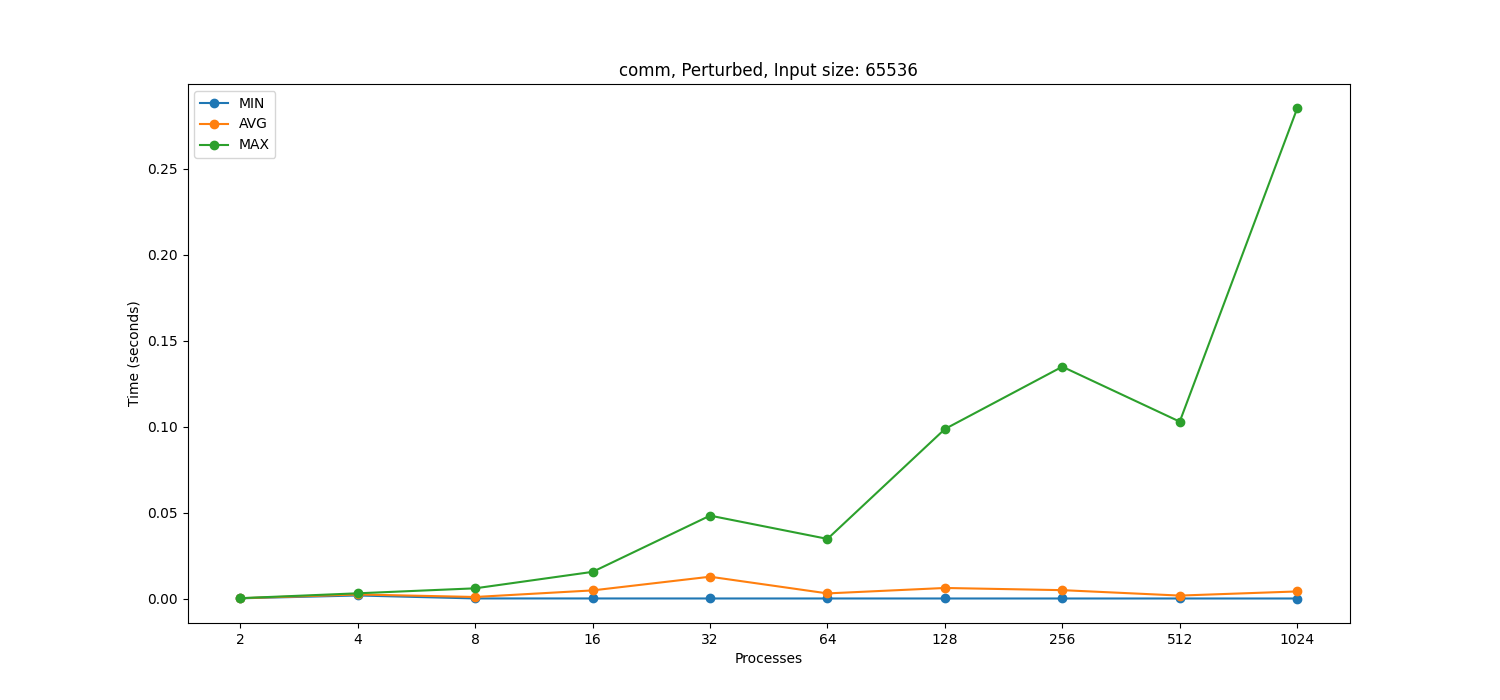 comm, Perturbed, Input size: 65536
MIN
AVG
MAX
0.25
0.20
0.15
0.10
0.05
0.00
Time (seconds)
2 4 8 16 32 64 128 256 512 1024
Processes